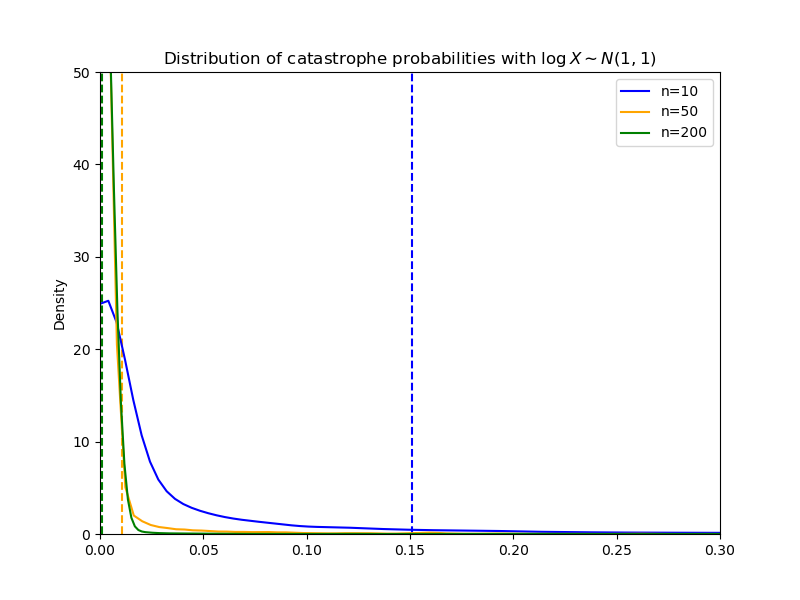 Distribution of catastrophe probabilities with log X ~ N(1, 1)
n=10
n=50
n=200
Density
50
40
30
20
10
0
0.00 0.05 0.10 0.15 0.20 0.25 0.30